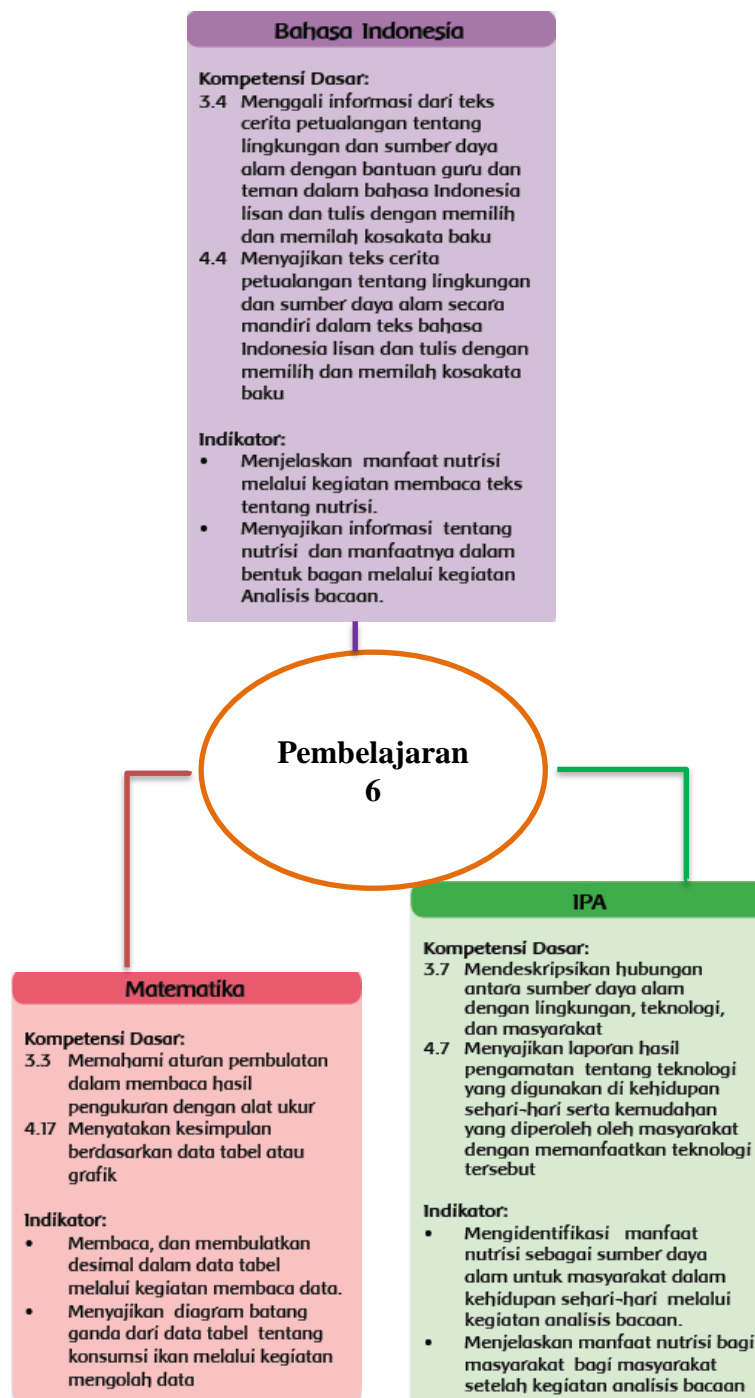 Bahasa Indonesia
Kompetensi Dasar:
3.4 Menggali informasi dari teks
cerita petualangan tentang
lingkungan dan sumber daya
alam dengan bantuan guru dan
teman dalam bahasa Indonesia
lisan dan tulis dengan memilih
dan memilah kosakata baku
4.4 Menyajikan teks cerita
petualangan tentang lingkungan
dan sumber daya alam secara
mandiri dalam teks bahasa
Indonesia lisan dan tulis dengan
memilih dan memilah kosakata
baku
Indikator:
• Menjelaskan manfaat nutrisi
melalui kegiatan membaca teks
tentang nutrisi.
• Menyajikan informasi tentang
nutrisi dan manfaatnya dalam
bentuk bagan melalui kegiatan
Analisis bacaan.
Pembelajaran
6
Matematika
Kompetensi Dasar:
3.3 Memahami aturan pembulatan
dalam membaca hasil
pengukuran dengan alat ukur
4.17 Menyatakan kesimpulan
berdasarkan data tabel atau
grafik
Indikator:
• Membaca, dan membulatkan
desimal dalam data tabel
melalui kegiatan membaca data.
• Menyajikan diagram batang
ganda dari data tabel tentang
konsumsi ikan melalui kegiatan
mengolah data
IPA
Kompetensi Dasar:
3.7 Mendeskripsikan hubungan
antara sumber daya alam
dengan lingkungan, teknologi,
dan masyarakat
4.7 Menyajikan laporan hasil
pengamatan tentang teknologi
yang digunakan di kehidupan
sehari-hari serta kemudahan
yang diperoleh oleh masyarakat
dengan memanfaatkan teknologi
tersebut
Indikator:
• Mengidentifikasi manfaat
nutrisi sebagai sumber daya
alam untuk masyarakat dalam
kehidupan sehari-hari melalui
kegiatan analisis bacaan.
• Menjelaskan manfaat nutrisi bagi
masyarakat bagi masyarakat
setelah kegiatan analisis bacaan